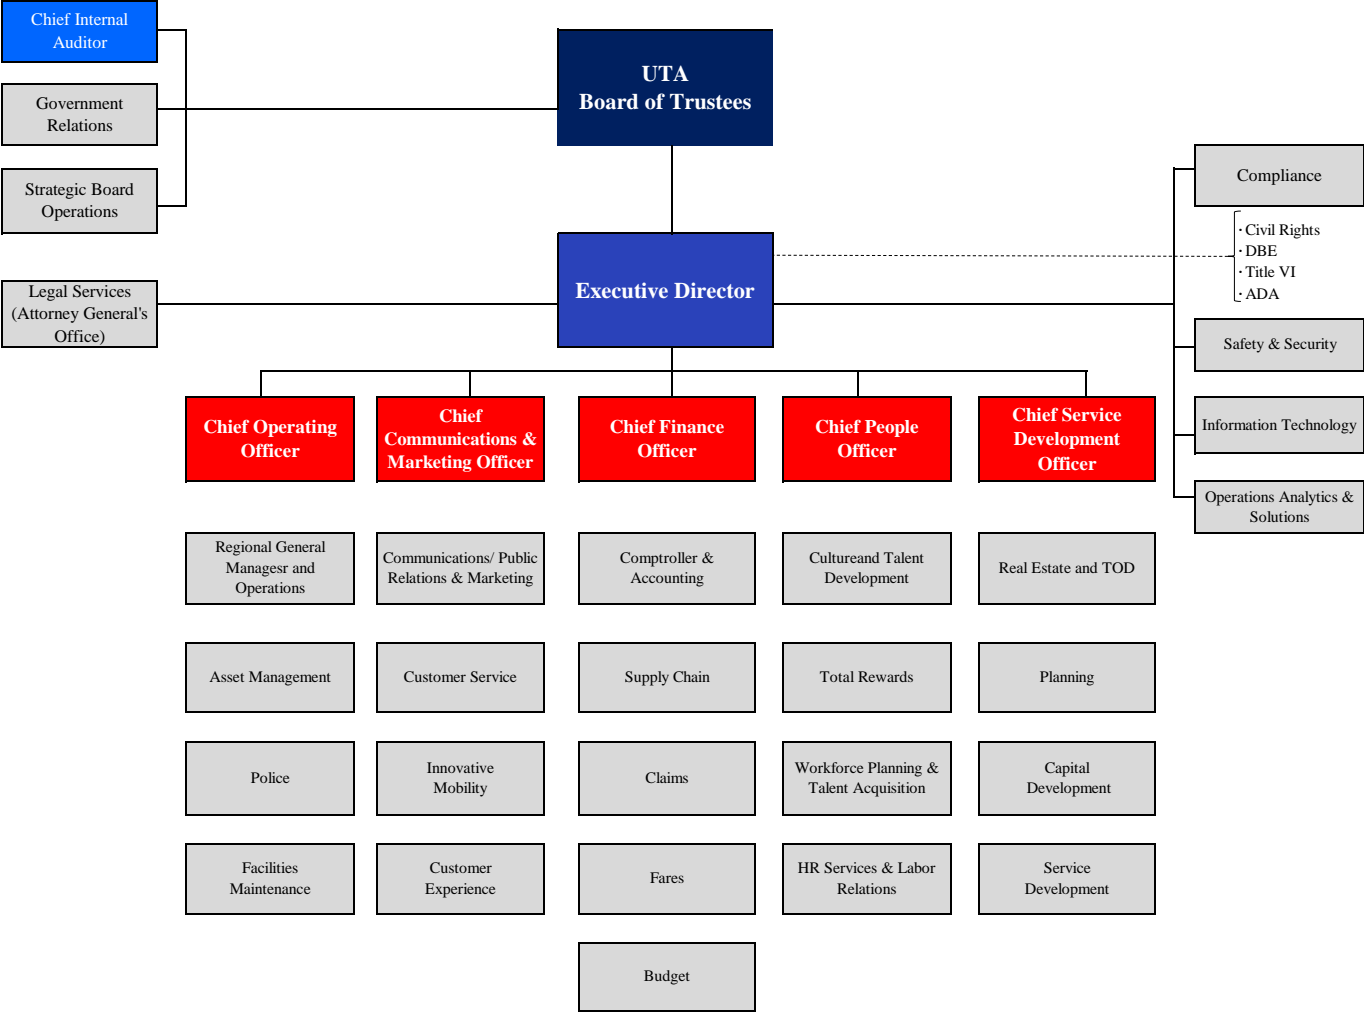 Chief Internal
Auditor
UTA
Board of Trustees
Government
Relations
Strategic Board
Operations
Compliance
· Civil Rights
· DBE
· Title VI
· ADA
Legal Services
(Attorney General's
Office)
Executive Director
Safety & Security
Information Technology
Operations Analytics &
Solutions
Chief Operating
Officer
Chief
Communications &
Marketing Officer
Chief Finance
Officer
Chief People
Officer
Chief Service
Development
Officer
Regional General
Managesr and
Operations
Communications/ Public
Relations & Marketing
Comptroller &
Accounting
Cultureand Talent
Development
Real Estate and TOD
Asset Management
Customer Service
Supply Chain
Total Rewards
Planning
Police
Innovative
Mobility
Claims
Workforce Planning &
Talent Acquisition
Capital
Development
Facilities
Maintenance
Customer
Experience
Fares
HR Services & Labor
Relations
Service
Development
Budget